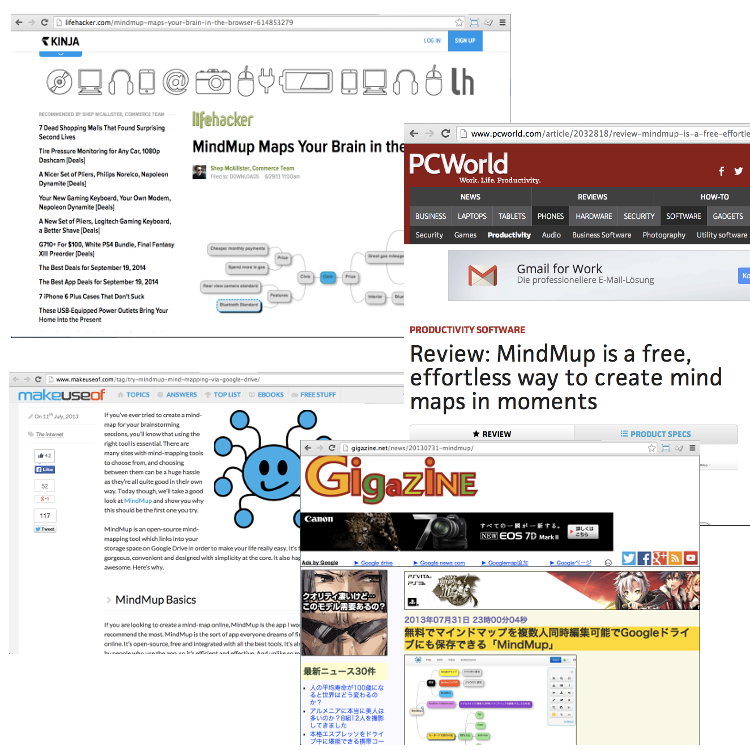 lifehacker.com/mindmup-maps-your-brain-in-the-browser-614853279
KINJA
LOG IN
SIGN UP
lh
RECOMMENDED BY SHEP MCALLISTER, COMMERCE TEAM
7 Dead Shopping Malls That Found Surprising
Second Lives
Tire Pressure Monitoring for Any Car, 1080p
Dashcam [Deals]
A Nicer Set of Pliers, Philips Norelco, Napoleon
Dynamite [Deals]
Your New Gaming Keyboard, Your Own Modem,
Napoleon Dynamite [Deals]
A New Set of Pliers, Logitech Gaming Keyboard,
a Better Shave [Deals]
G710+ For $100, White PS4 Bundle, Final Fantasy
XIII Preorder [Deals]
The Best Deals for September 19, 2014
The Best App Deals for September 19, 2014
7 iPhone 6 Plus Cases That Don't Suck
These USB-Equipped Power Outlets Bring Your
Home Into the Present
lifehacker
MindMup Maps Your Brain in the
Shep McAllister, Commerce Team
Filed to: DOWNLOADS 6/29/13 11:00am
Cheaper monthly payments
Spend more in gas
Price
Rear view camera standard
Bluetooth Standard
Features
Civic
Cars
Prius
Great gas mileage
Interior
www.pcworld.com/article/2032818/review-mindmup-is-a-free-effortle
PCWorld
Work. Life. Productivity.
NEWS
REVIEWS
HOW-TO
BUSINESS
LAPTOPS
TABLETS
PHONES
HARDWARE
SECURITY
SOFTWARE
GADGETS
Security
Games
Productivity
Audio
Business Software
Photography
Utility software
Gmail for Work
Die professionellere E-Mail-Lösung
Ko
PRODUCTIVITY SOFTWARE
Review: MindMup is a free,
effortless way to create mind
maps in moments
REVIEW
PRODUCT SPECS
www.makeuseof.com/tag/try-mindmup-mind-mapping-via-google-drive/
makeuseof
TOPICS
ANSWERS
TOP LIST
EBOOKS
FREE STUFF
On 11th July, 2013
The Internet
42
Like
52
+1
117
Tweet
If you've ever tried to create a mind-
map for your brainstorming
sessions, you'll know that using the
right tool is essential. There are
many sites with mind-mapping tools
to choose from, and choosing
between them can be a huge hassle
as they're all quite good in their own
way. Today though, we'll take a good
look at MindMup and show you why
this should be the first one you try.
MindMup is an open-source mind-
mapping tool which links into your
storage space on Google Drive in order to make your life really easy. It's
gorgeous, convenient and designed with simplicity at the core. It also ha
awesome. Here's why.
MindMup Basics
If you are looking to create a mind-map online, MindMup is the app I wou
recommend the most. MindMup is the sort of app everyone dreams of fi
online. It's open-source, free and integrated with all the best tools. It's al
gigazine.net/news/20130731-mindmup/
GIGAZINE
Canon
すべての一瞬が一新する。
NEW EOS 7D Mark II
詳しくは
こちら
Ads by Google
Google drive
Google news com
Googlemap追加
Googleページ
クオリティ凄いけど…
このモデル需要あるの?
2013年07月31日 23時00分04秒
無料でマインドマップを複数人同時編集可能でGoogleドライ
ブにも保存できる「MindMup」
最新ニュース30件
人の平均寿命が100歳にな
ると世界はどう変わるの
か?
アルメニアに本当に美人は
多いのか?8組12人を撮影
してきました
本格エスプレッソをドライ
ブ中に堪能できる携帯コー